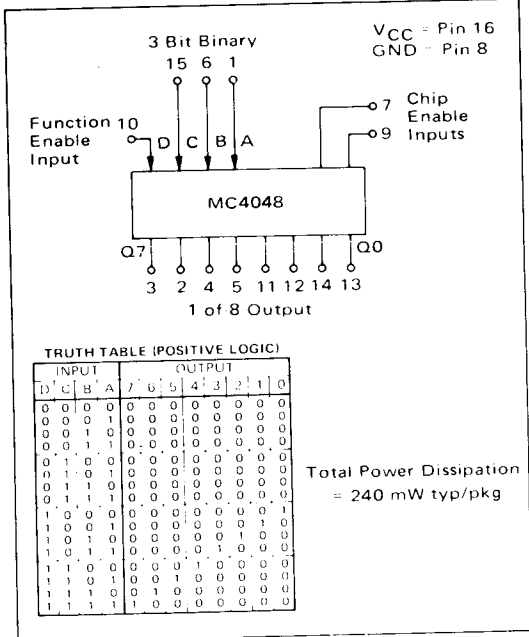 3 Bit Binary
15 6 1
VCC = Pin 16
GND = Pin 8
Function 10
Enable
Input
D C B A
7 Chip
Enable
9 Inputs
MC4048
Q7 Q0
3 2 4 5 11 12 14 13
1 of 8 Output
TRUTH TABLE (POSITIVE LOGIC)
INPUT OUTPUT
D C B A 7 6 5 4 3 2 1 0
0 0 0 0 0 0 0 0 0 0 0 0
0 0 0 1 0 0 0 0 0 0 0 0
0 0 1 0 0 0 0 0 0 0 0 0
0 0 1 1 0 0 0 0 0 0 0 0
0 1 0 0 0 0 0 0 0 0 0 0
0 1 0 1 0 0 0 0 0 0 0 0
0 1 1 0 0 0 0 0 0 0 0 0
0 1 1 1 0 0 0 0 0 0 0 0
1 0 0 0 0 0 0 0 0 0 0 1
1 0 0 1 0 0 0 0 0 0 1 0
1 0 1 0 0 0 0 0 0 1 0 0
1 0 1 1 0 0 0 0 1 0 0 0
1 1 0 0 0 0 0 1 0 0 0 0
1 1 0 1 0 0 1 0 0 0 0 0
1 1 1 0 0 1 0 0 0 0 0 0
1 1 1 1 1 0 0 0 0 0 0 0
Total Power Dissipation
= 240 mW typ/pkg